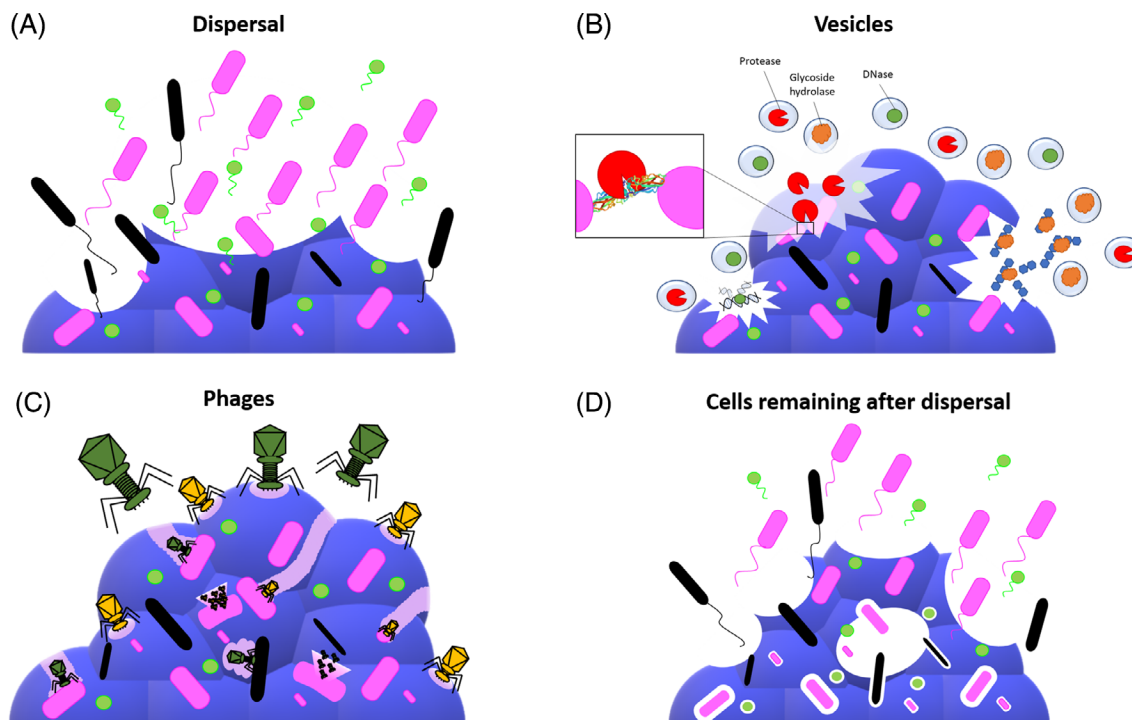 (A)
Dispersal
(B)
Vesicles
Protease
Glycoside
hydrolase
DNase
(C)
Phages
(D)
Cells remaining after dispersal